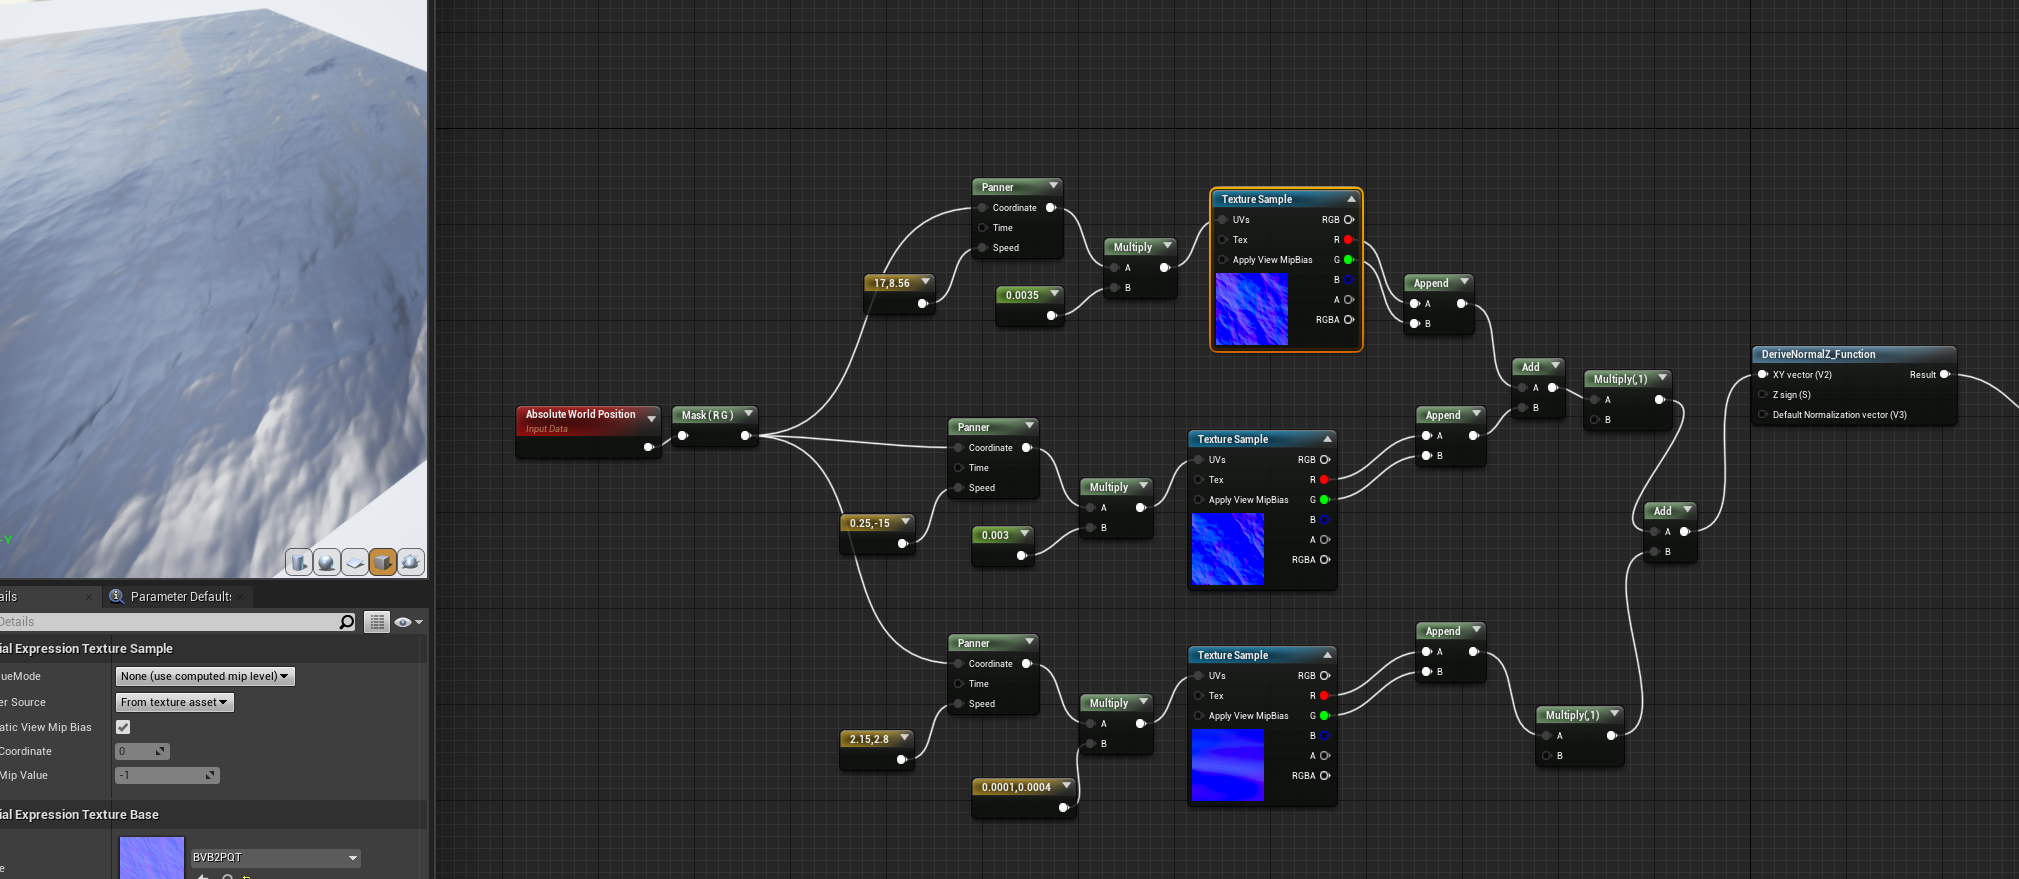 Panner
Coordinate
Time
Speed
17,8.56
0.0035
Multiply
A
B
Texture Sample
UVs
Tex
Apply View MipBias
RGB
R
G
B
A
RGBA
Append
A
B
Add
A
B
Multiply(,1)
A
B
DeriveNormalZ_Function
XY vector (V2)
Z sign (S)
Default Normalization vector (V3)
Result
Absolute World Position
Input Data
Mask ( R G )
Panner
Coordinate
Time
Speed
0.25,-15
0.003
Multiply
A
B
Texture Sample
UVs
Tex
Apply View MipBias
RGB
R
G
B
A
RGBA
Append
A
B
Add
A
B
Panner
Coordinate
Time
Speed
2.15,2.8
0.0001,0.0004
Multiply
A
B
Texture Sample
UVs
Tex
Apply View MipBias
RGB
R
G
B
A
RGBA
Append
A
B
Multiply(,1)
A
B
-Y
ails
Parameter Defaults
Details
ial Expression Texture Sample
ueMode
None (use computed mip level)
er Source
From texture asset
atic View Mip Bias
Coordinate
0
Mip Value
-1
ial Expression Texture Base
e
BVB2PQT